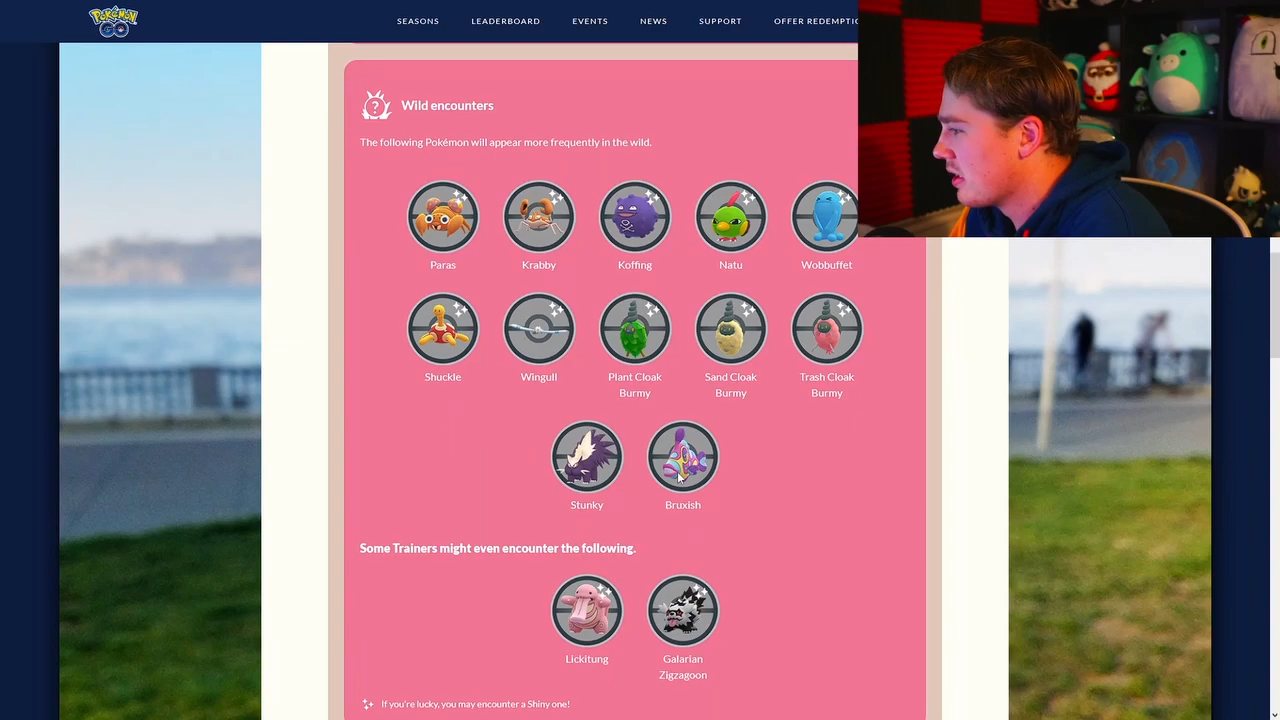 Pokémon GO
SEASONS LEADERBOARD EVENTS NEWS SUPPORT OFFER
Wild encounters
The following Pokémon will appear more frequently in the wild.
Paras Krabby Koffing Natu Wobbuffet
Shuckle Wingull Plant Cloak Burmy Sand Cloak Burmy Trash Cloak Burmy
Stunky Bruxish
Some Trainers might even encounter the following.
Lickitung Galarian Zigzagoon
If you're lucky, you may encounter a Shiny one!